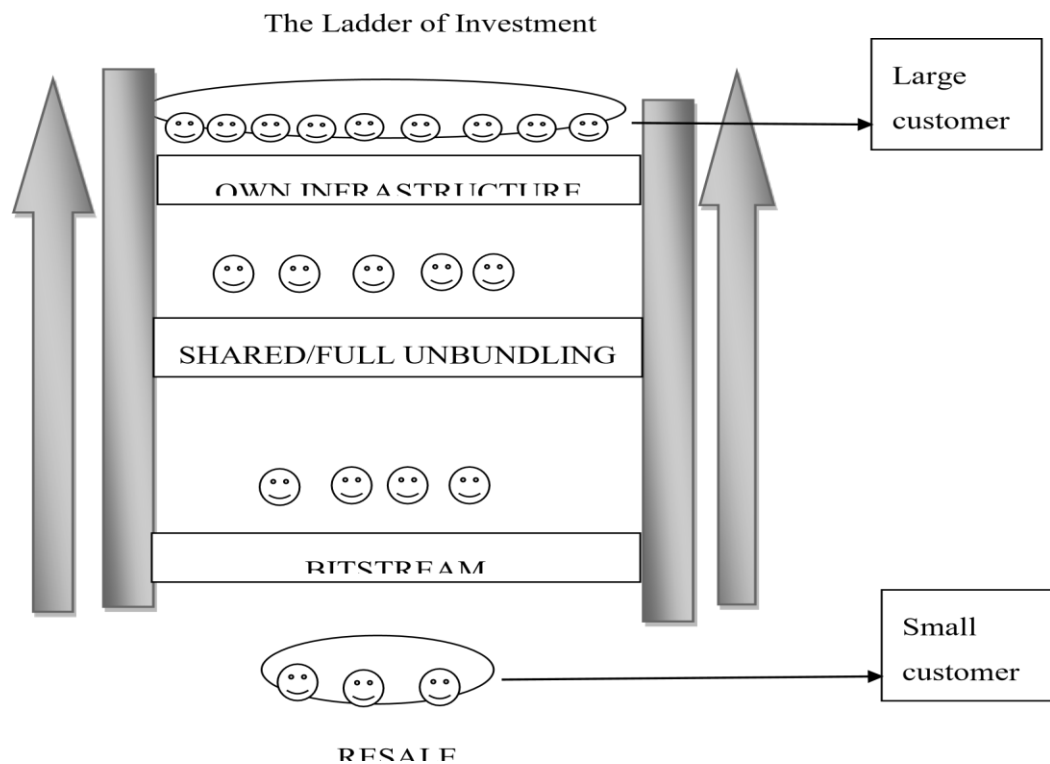 The Ladder of Investment
Large
customer
OWN INFRASTRUCTURE
SHARED/FULL UNBUNDLING
BITSTREAM
Small
customer
RESALE